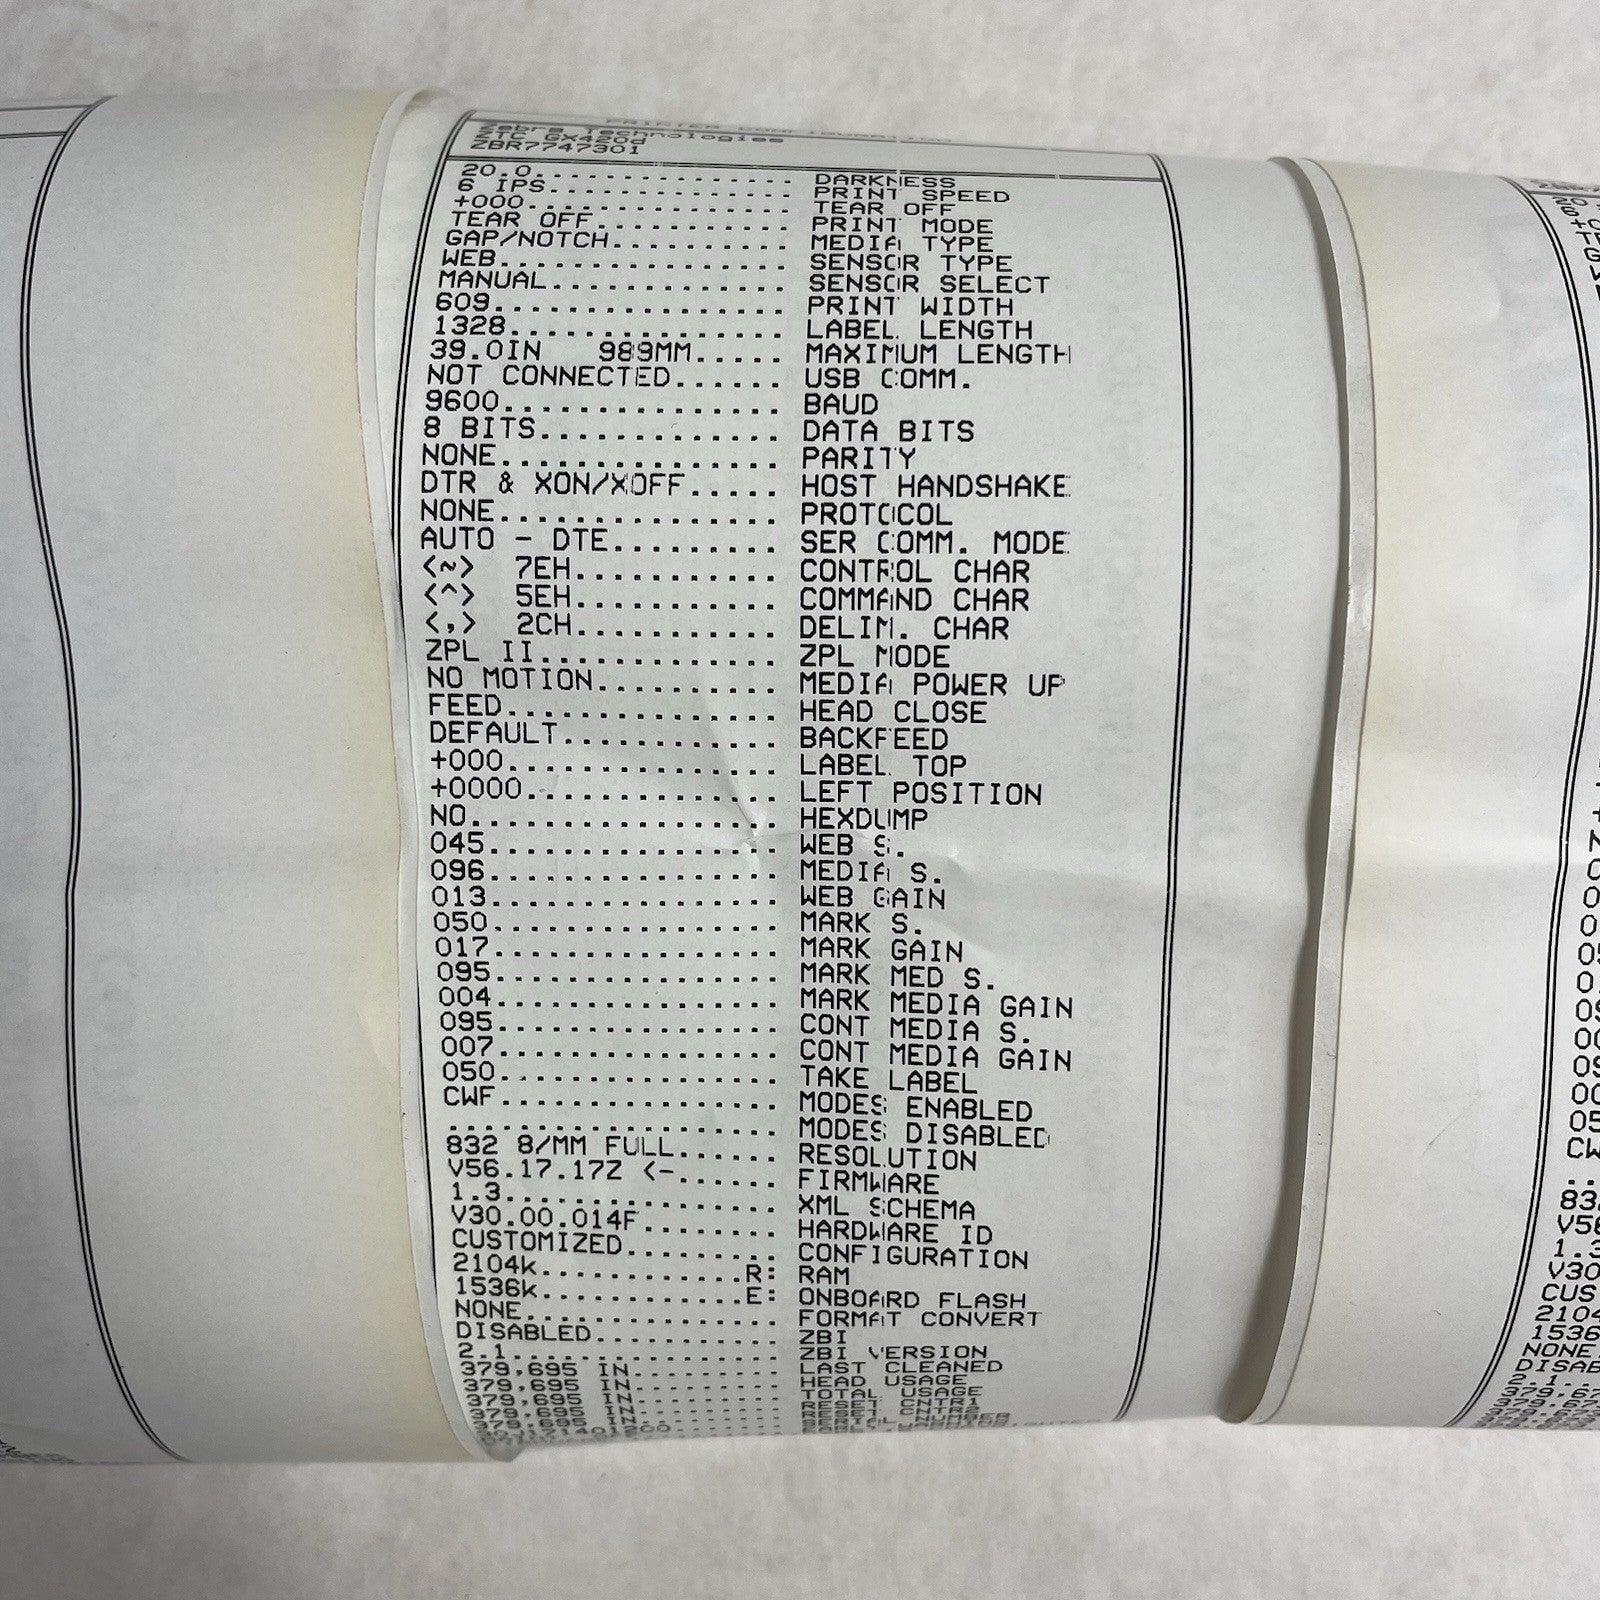 PRINTER CONFIGURATION
Zebra Technologies
ZTC GX420d
ZBR7747301
20.0.............. DARKNESS
6 IPS............. PRINT SPEED
+000.............. TEAR OFF
TEAR OFF.......... PRINT MODE
GAP/NOTCH......... MEDIA TYPE
WEB............... SENSOR TYPE
MANUAL............ SENSOR SELECT
609............... PRINT WIDTH
1328.............. LABEL LENGTH
39.0IN   989MM..... MAXIMUM LENGTH
NOT CONNECTED...... USB COMM.
9600............... BAUD
8 BITS............. DATA BITS
NONE............... PARITY
DTR & XON/XOFF..... HOST HANDSHAKE
NONE............... PROTOCOL
AUTO - DTE......... SER COMM. MODE
<~>  7EH........... CONTROL CHAR
<^>  5EH........... COMMAND CHAR
<,>  2CH........... DELIM. CHAR
ZPL II............. ZPL MODE
NO MOTION.......... MEDIA POWER UP
FEED............... HEAD CLOSE
DEFAULT............ BACKFEED
+000............... LABEL TOP
+0000.............. LEFT POSITION
NO................. HEXDUMP
045................ WEB S.
096................ MEDIA S.
013................ WEB GAIN
050................ MARK S.
017................ MARK GAIN
095................ MARK MED S.
004................ MARK MEDIA GAIN
095................ CONT MEDIA S.
007................ CONT MEDIA GAIN
050................ TAKE LABEL
CWF................ MODES ENABLED
................... MODES DISABLED
832 8/MM FULL...... RESOLUTION
V56.17.17Z <-...... FIRMWARE
1.3................ XML SCHEMA
V30.00.014F........ HARDWARE ID
CUSTOMIZED......... CONFIGURATION
2104k............R: RAM
1536k............E: ONBOARD FLASH
NONE............... FORMAT CONVERT
DISABLED........... ZBI
2.1................ ZBI VERSION
379,695 IN......... LAST CLEANED
379,695 IN......... HEAD USAGE
379,695 IN......... TOTAL USAGE
379,695 IN......... RESET CNTR1
379,695 IN......... RESET CNTR2
SERIAL NUMBER